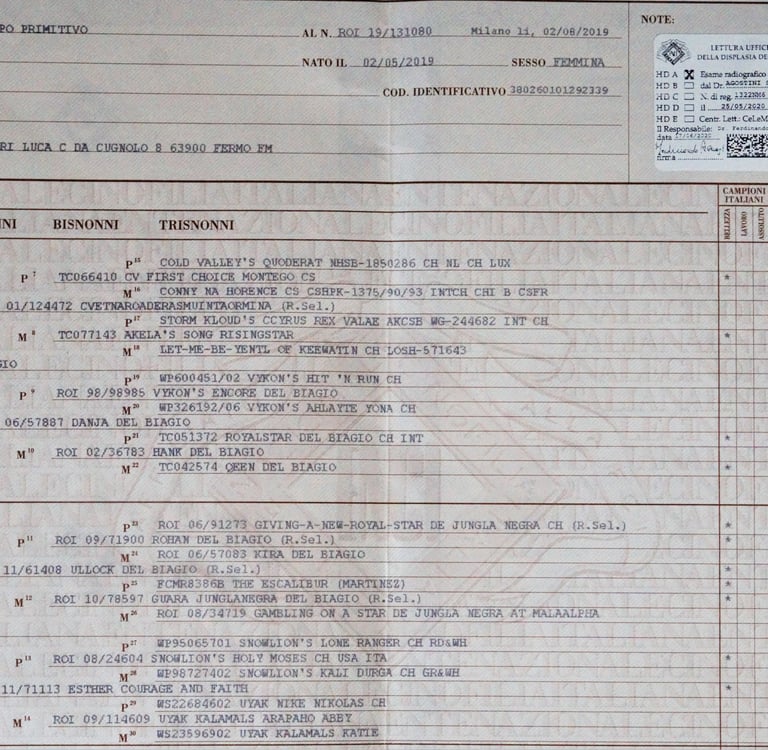 PO PRIMITIVO
AL N. ROI 19/131080 Milano li, 02/08/2019
NATO IL 02/05/2019 SESSO FEMMINA
COD. IDENTIFICATIVO 380260101292339
RI LUCA C DA CUGNOLO 8 63900 FERMO FM
NOTE:
LETTURA UFFIC
DELLA DISPLASIA DE
HD A X Esame radiografico
HD B dal Dr. AGOSTINI S
HD C N. di reg. 1322NM6
HD D il 25/05/2020
HD E Centr. Lett.: CeLeM
Il Responsabile: Dr. Ferdinando
data
firma
CAMPIONI
ITALIANI
BELLEZZA
LAVORO
ASSOLUTO
NI BISNONNI TRISNONNI
P15 COLD VALLEY'S QUODERAT NHSB-1850286 CH NL CH LUX
P7 TC066410 CV FIRST CHOICE MONTEGO CS *
M16 CONNY NA HORENCE CS CSHPK-1375/90/93 INTCH CHI B CSFR
01/124472 CVETNAROADERASMUINTAORMINA (R.Sel.)
P17 STORM KLOUD'S CCYRUS REX VALAE AKCSB WG-244682 INT CH
M8 TC077143 AKELA'S SONG RISINGSTAR *
M18 LET-ME-BE-YENTL OF KEEWATIN CH LOSH-571643
GIO
P19 WP600451/02 VYKON'S HIT 'N RUN CH
P9 ROI 98/98985 VYKON'S ENCORE DEL BIAGIO
M20 WP326192/06 VYKON'S AHLAYTE YONA CH
06/57887 DANJA DEL BIAGIO
P21 TC051372 ROYALSTAR DEL BIAGIO CH INT *
M10 ROI 02/36783 HANK DEL BIAGIO
M22 TC042574 QEEN DEL BIAGIO *
P23 ROI 06/91273 GIVING-A-NEW-ROYAL-STAR DE JUNGLA NEGRA CH (R.Sel.) *
P11 ROI 09/71900 ROHAN DEL BIAGIO (R.Sel.) *
M24 ROI 06/57083 KIRA DEL BIAGIO
11/61408 ULLOCK DEL BIAGIO (R.Sel.) *
P25 FCMR8386B THE ESCALIBUR (MARTINEZ) *
M12 ROI 10/78597 GUARA JUNGLANEGRA DEL BIAGIO (R.Sel.) *
M26 ROI 08/34719 GAMBLING ON A STAR DE JUNGLA NEGRA AT MALAALPHA
P27 WP95065701 SNOWLION'S LONE RANGER CH RD&WH
P13 ROI 08/24604 SNOWLION'S HOLY MOSES CH USA ITA *
M28 WP98727402 SNOWLION'S KALI DURGA CH GR&WH
11/71113 ESTHER COURAGE AND FAITH *
P29 WS22684602 UYAK NIKE NIKOLAS CH
M14 ROI 09/114609 UYAK KALAMALS ARAPAHO ABBY
M30 WS23596902 UYAK KALAMALS KATIE